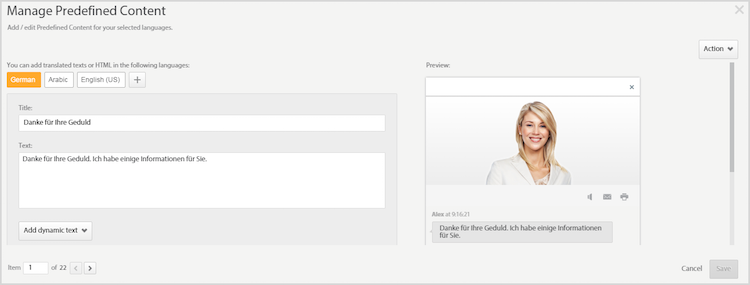 Manage Predefined Content
Add / edit Predefined Content for your selected languages.
Action
You can add translated texts or HTML in the following languages:
German
Arabic
English (US)
Title:
Danke für Ihre Geduld
Text:
Danke für Ihre Geduld. Ich habe einige Informationen für Sie.
Add dynamic text
Preview:
Alex at 9:16:21
Danke für Ihre Geduld. Ich habe einige Informationen
für Sie.
Item 1 of 22
Cancel
Save